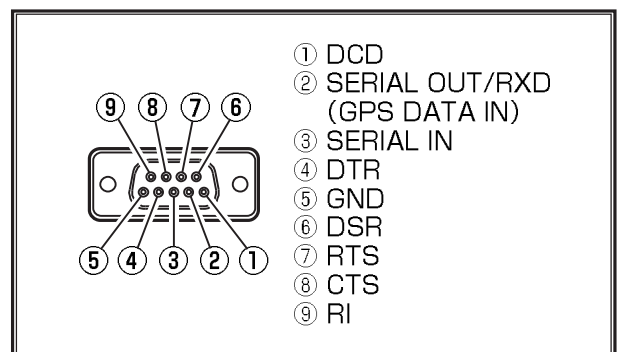 ⑨ ⑧ ⑦ ⑥
⑤ ④ ③ ② ①
① DCD
② SERIAL OUT/RXD
(GPS DATA IN)
③ SERIAL IN
④ DTR
⑤ GND
⑥ DSR
⑦ RTS
⑧ CTS
⑨ RI